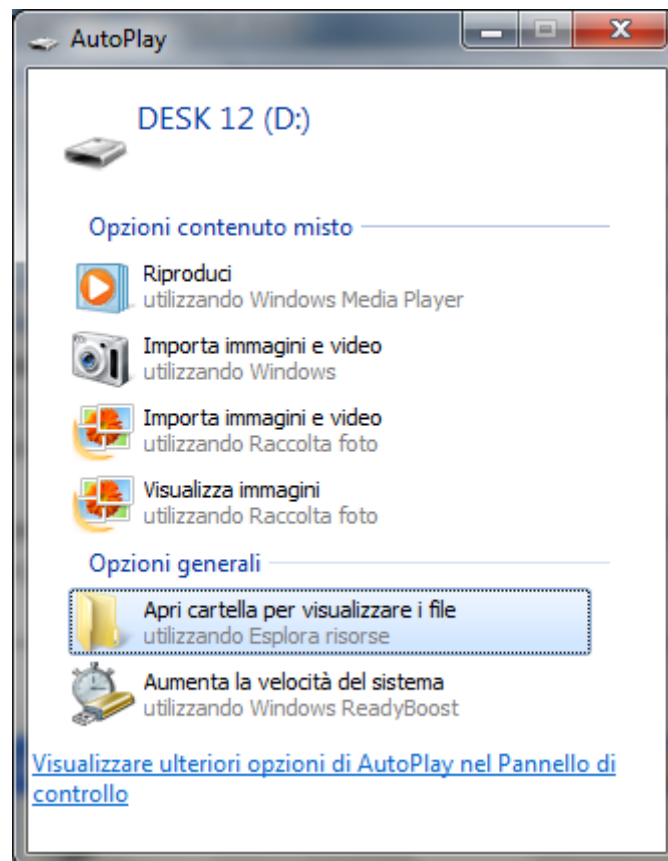 AutoPlay
DESK 12 (D:)
Opzioni contenuto misto
Riproduci
utilizzando Windows Media Player
Importa immagini e video
utilizzando Windows
Importa immagini e video
utilizzando Raccolta foto
Visualizza immagini
utilizzando Raccolta foto
Opzioni generali
Apri cartella per visualizzare i file
utilizzando Esplora risorse
Aumenta la velocità del sistema
utilizzando Windows ReadyBoost
Visualizzare ulteriori opzioni di AutoPlay nel Pannello di
controllo